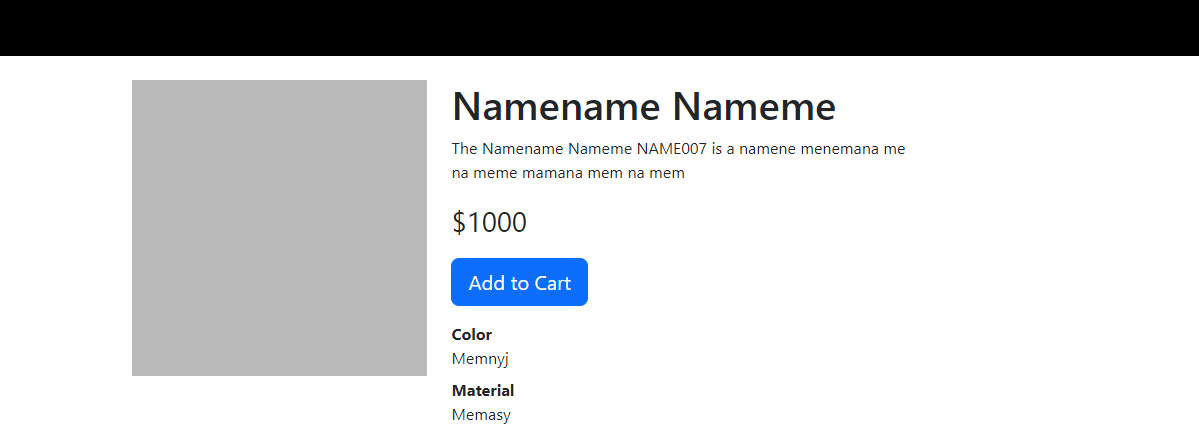 Namename Nameme
The Namename Nameme NAME007 is a namene menemana me
na meme mamana mem na mem
$1000
Add to Cart
Color
Memnyj
Material
Memasy